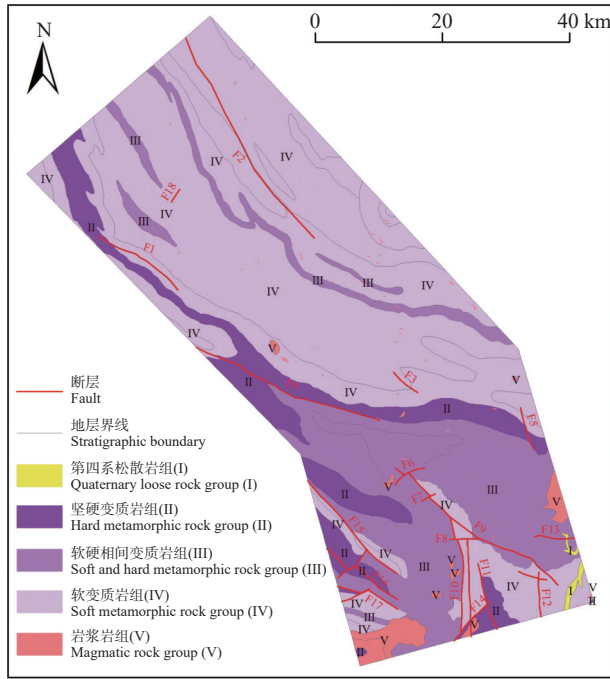 N
0 20 40 km
III
IV
F2
IV
IV
III
F18
IV
III
II
F1
IV
III
III
IV
IV
V
F3
IV
V
II
IV
II
F5
F6
V
IV
III
F7
V
II
F9
IV
F15
F8
F13
I
III
V
V
F11
II
II
F17
F10
V
F14
II
IV
F12
I
V
II
IV
III
IV
II
V
V
断层
Fault
地层界线
Stratigraphic boundary
第四系松散岩组(I)
Quaternary loose rock group (I)
坚硬变质岩组(II)
Hard metamorphic rock group (II)
软硬相间变质岩组(III)
Soft and hard metamorphic rock group (III)
软变质岩组(IV)
Soft metamorphic rock group (IV)
岩浆岩组(V)
Magmatic rock group (V)